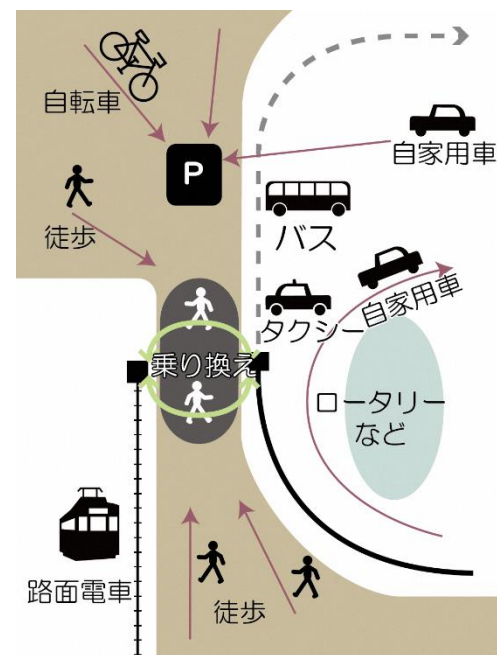 自転車
自家用車
P
徒歩
バス
タクシー
自家用車
乗り換え
ロータリー
など
路面電車
徒歩